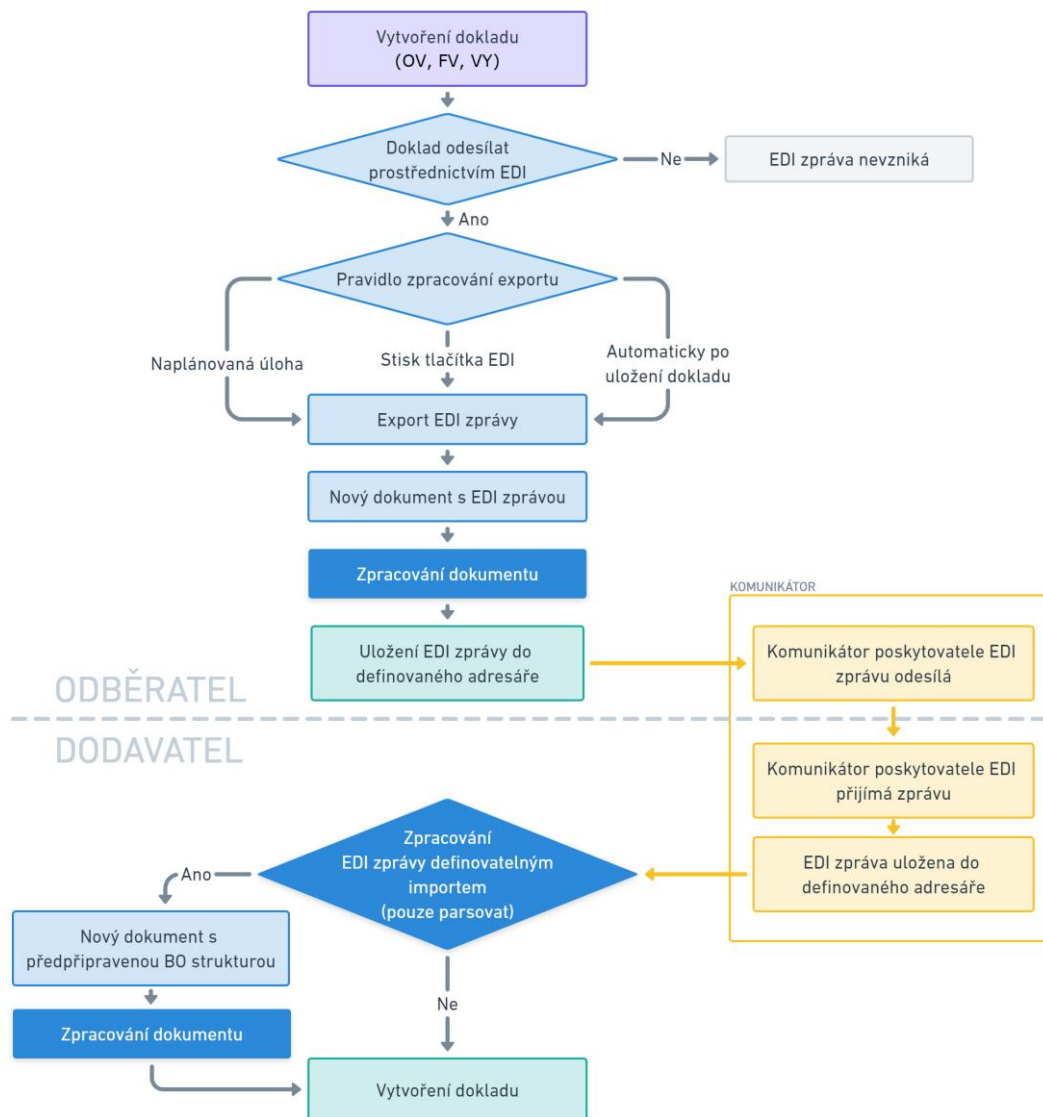 Vytvoření dokladu
(OV, FV, VY)
Doklad odesílat
prostřednictvím EDI
Ne
EDI zpráva nevzniká
Ano
Pravidlo zpracování exportu
Naplánovaná úloha
Stisk tlačítka EDI
Automaticky po
uložení dokladu
Export EDI zprávy
Nový dokument s EDI zprávou
Zpracování dokumentu
KOMUNIKÁTOR
Uložení EDI zprávy do
definovaného adresáře
Komunikátor poskytovatele EDI
zprávu odesílá
ODBĚRATEL
DODAVATEL
Komunikátor poskytovatele EDI
přijímá zprávu
EDI zpráva uložena do
definovaného adresáře
Zpracování
EDI zprávy definovatelným
importem
(pouze parsovat)
Ano
Nový dokument s
předpřipravenou BO strukturou
Ne
Zpracování dokumentu
Vytvoření dokladu